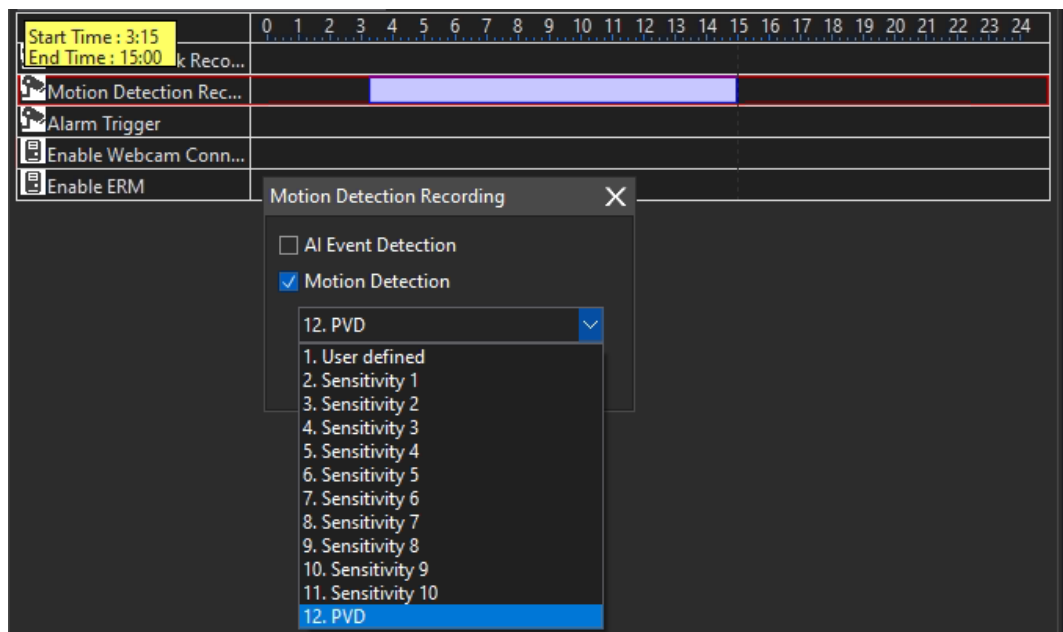 0 1 2 3 4 5 6 7 8 9 10 11 12 13 14 15 16 17 18 19 20 21 22 23 24
Start Time : 3:15
End Time : 15:00
k Reco...
Motion Detection Rec...
Alarm Trigger
Enable Webcam Conn...
Enable ERM
Motion Detection Recording
AI Event Detection
Motion Detection
12. PVD
1. User defined
2. Sensitivity 1
3. Sensitivity 2
4. Sensitivity 3
5. Sensitivity 4
6. Sensitivity 5
7. Sensitivity 6
8. Sensitivity 7
9. Sensitivity 8
10. Sensitivity 9
11. Sensitivity 10
12. PVD